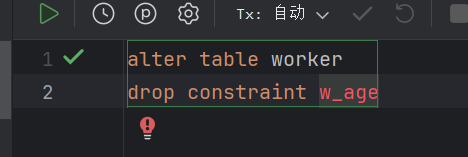 Tx: 自动
1 alter table worker
2 drop constraint w_age